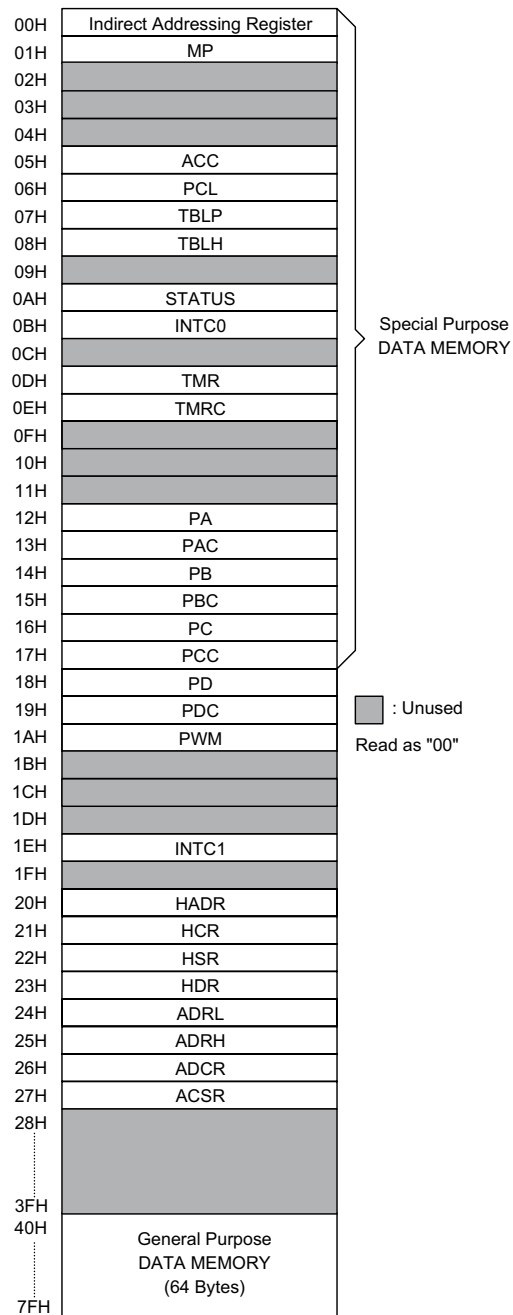 00H Indirect Addressing Register
01H MP
02H
03H
04H
05H ACC
06H PCL
07H TBLP
08H TBLH
09H
0AH STATUS
0BH INTC0
0CH
0DH TMR
0EH TMRC
0FH
10H
11H
12H PA
13H PAC
14H PB
15H PBC
16H PC
17H PCC
18H PD
19H PDC
1AH PWM
1BH
1CH
1DH
1EH INTC1
1FH
20H HADR
21H HCR
22H HSR
23H HDR
24H ADRL
25H ADRH
26H ADCR
27H ACSR
28H
3FH
40H
General Purpose
DATA MEMORY
(64 Bytes)
7FH
Special Purpose
DATA MEMORY
: Unused
Read as "00"